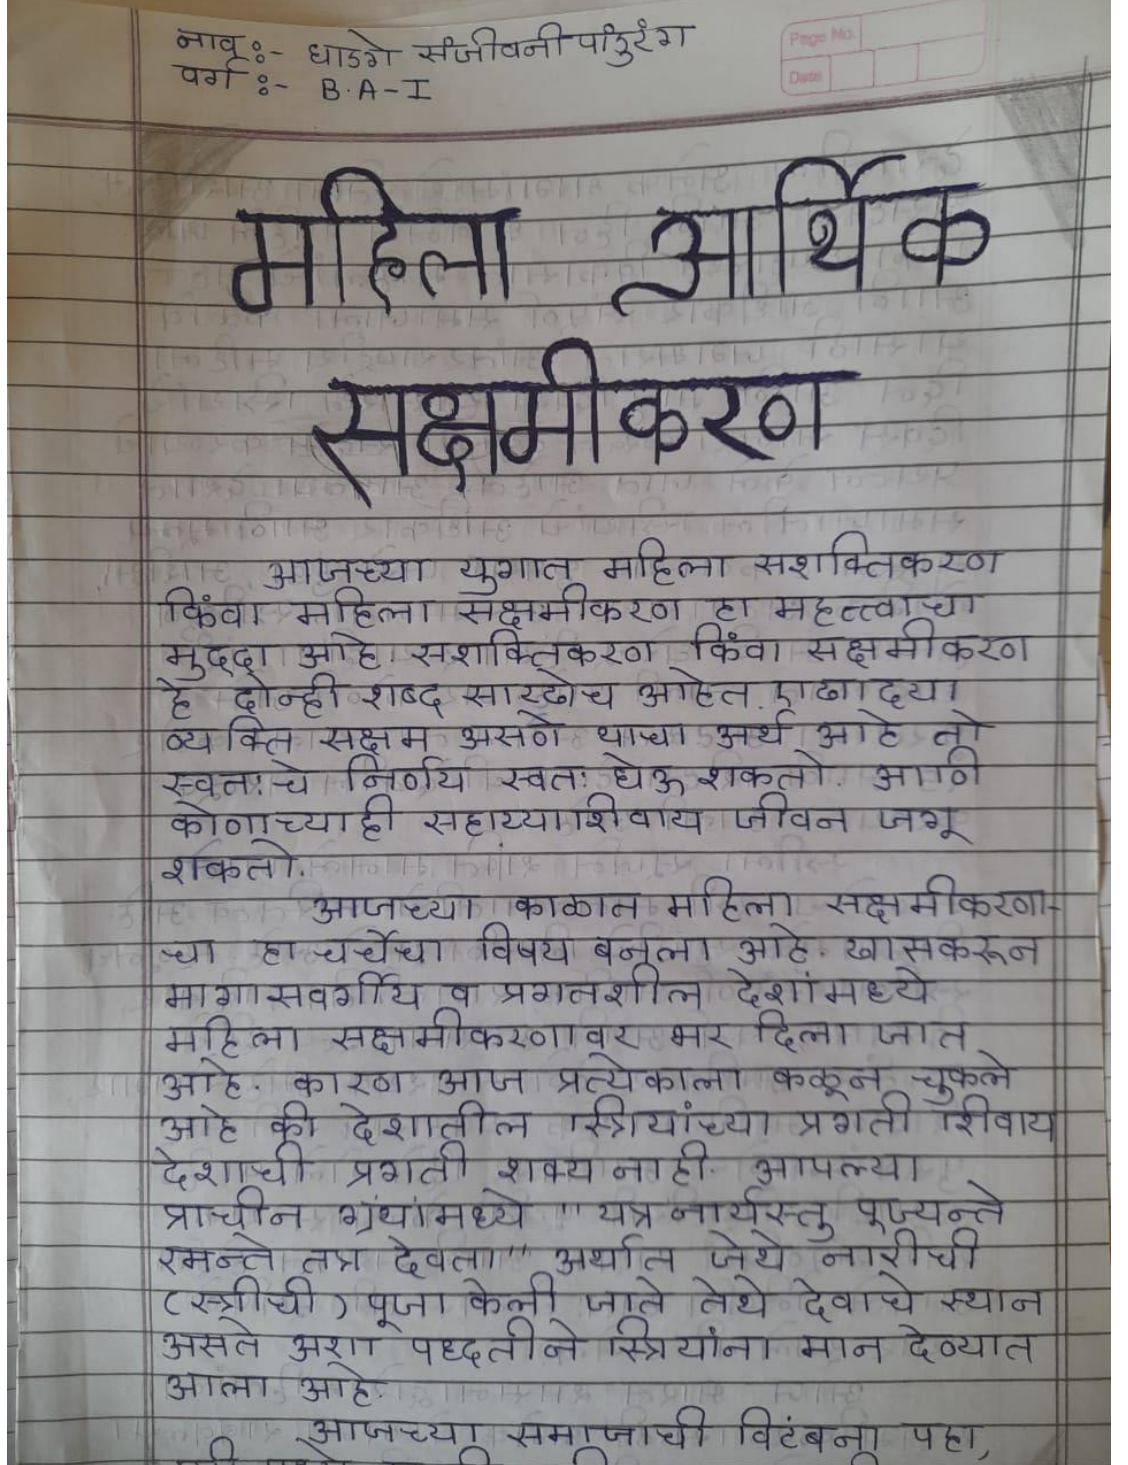 नाव :- घाडगे संजीवनी पांडुरंग
वर्ग :- B.A-I
Page No.
Date
महिला आर्थिक
सक्षमीकरण
आजच्या युगात महिला सशक्तिकरण
किंवा महिला सक्षमीकरण हा महत्त्वाचा
मुद्दा आहे. सशक्तिकरण किंवा सक्षमीकरण
हे दोन्ही शब्द सारखेच आहेत. एखाद्या
व्यक्ति सक्षम असणे याचा अर्थ आहे तो
स्वतःचे निर्णय स्वतः घेऊ शकतो. आणि
कोणाच्याही सहाय्याशिवाय जीवन जगू
शकतो.
आजच्या काळात महिला सक्षमीकरणा-
चा हा चर्चेचा विषय बनला आहे. खासकरून
मागासवर्गीय व प्रगतशील देशांमध्ये
महिला सक्षमीकरणावर भर दिला जात
आहे. कारण आज प्रत्येकाला कळून चुकले
आहे की देशातील स्त्रियांच्या प्रगती शिवाय
देशाची प्रगती शक्य नाही. आपल्या
प्राचीन ग्रंथांमध्ये "यत्र नार्यस्तु पूज्यन्ते
रमन्ते तत्र देवता" अर्थात जेथे नारीची
(स्त्रीची) पूजा केली जाते तेथे देवाचे स्थान
असते अशा पध्दतीने स्त्रियांना मान देण्यात
आला आहे.
आजच्या समाजाची विटंबना पहा,